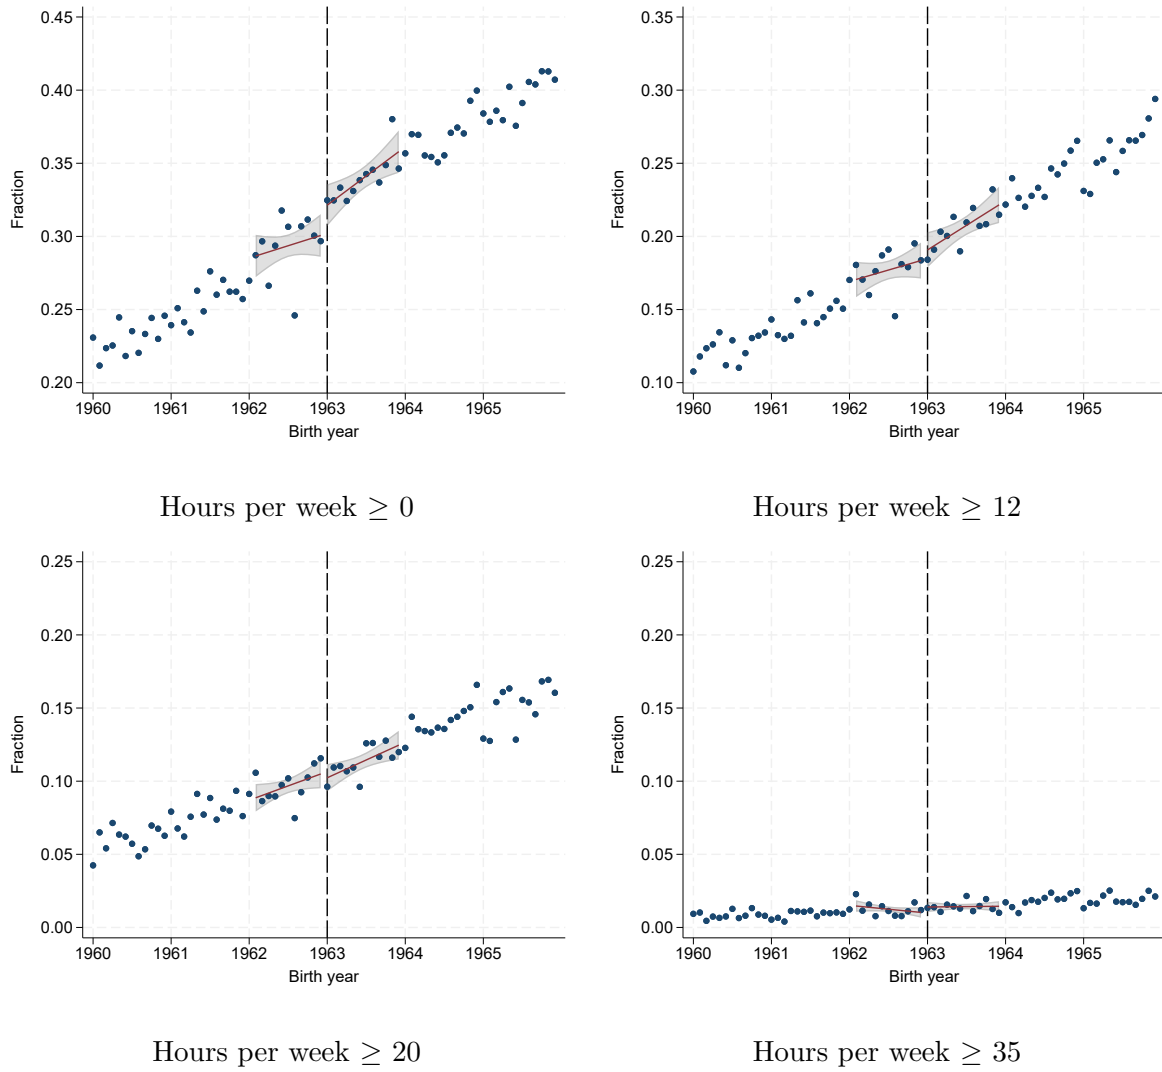 0.45
0.40
0.35
0.30
0.25
0.20
Fraction
1960 1961 1962 1963 1964 1965
Birth year
Hours per week ≥ 0
0.35
0.30
0.25
0.20
0.15
0.10
Fraction
1960 1961 1962 1963 1964 1965
Birth year
Hours per week ≥ 12
0.25
0.20
0.15
0.10
0.05
0.00
Fraction
1960 1961 1962 1963 1964 1965
Birth year
Hours per week ≥ 20
0.25
0.20
0.15
0.10
0.05
0.00
Fraction
1960 1961 1962 1963 1964 1965
Birth year
Hours per week ≥ 35